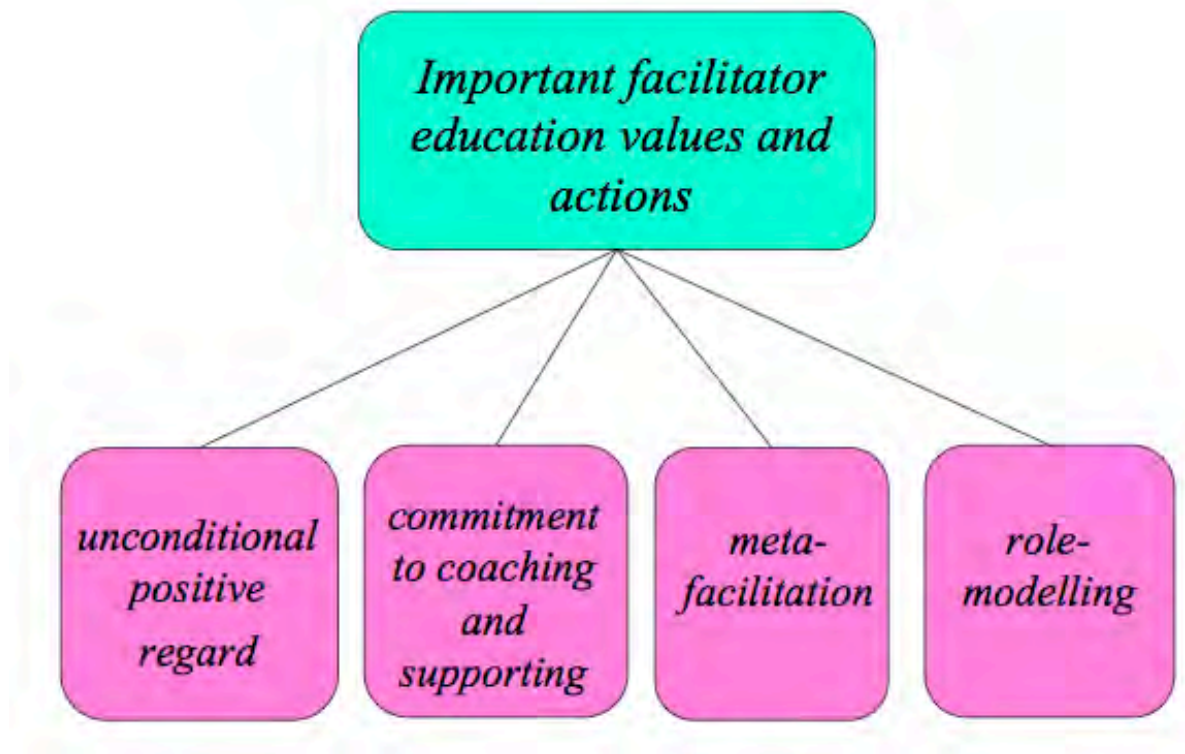 Important facilitator
education values and
actions
unconditional
positive
regard
commitment
to coaching
and
supporting
meta-
facilitation
role-
modelling